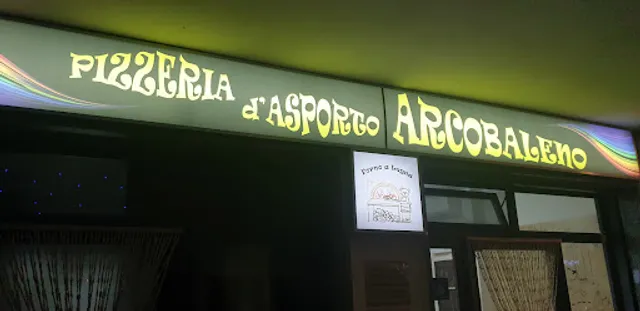 PIZZERIA d'ASPORTO ARCOBALENO
Forno a legna